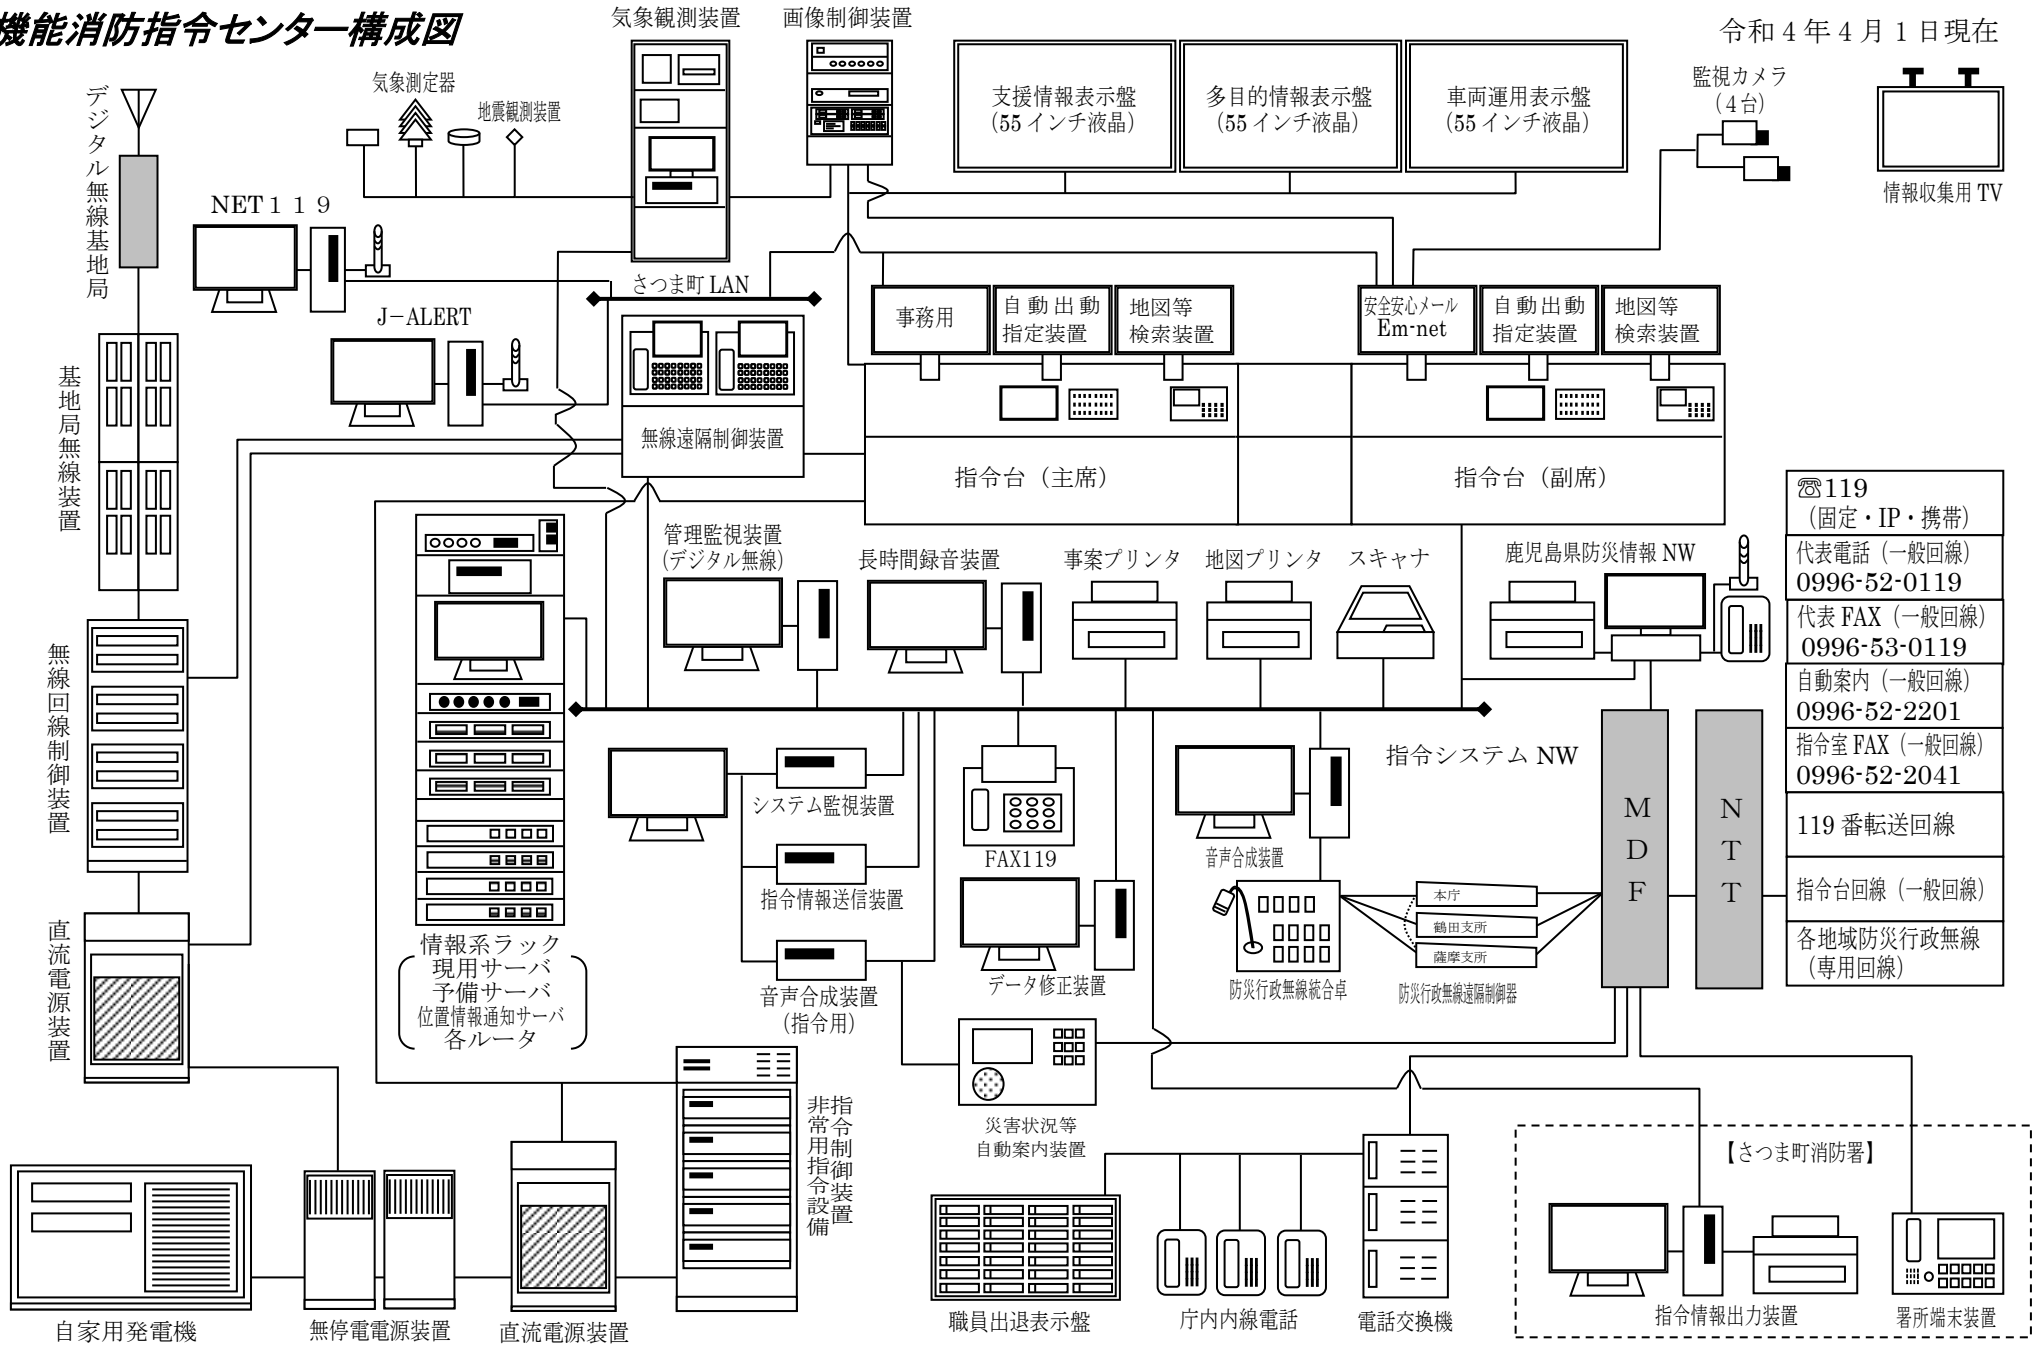 機能消防指令センター構成図
令和4年4月1日現在
気象観測装置
画像制御装置
気象測定器
地震観測装置
デジタル無線基地局
支援情報表示盤
(55インチ液晶)
多目的情報表示盤
(55インチ液晶)
車両運用表示盤
(55インチ液晶)
監視カメラ
(4台)
情報収集用TV
NET119
さつま町LAN
J-ALERT
事務用
自動出動
指定装置
地図等
検索装置
安全安心メール
Em-net
自動出動
指定装置
地図等
検索装置
基地局無線装置
無線遠隔制御装置
指令台(主席)
指令台(副席)
管理監視装置
(デジタル無線)
長時間録音装置
事案プリンタ
地図プリンタ
スキャナ
鹿児島県防災情報NW
☏119
(固定・IP・携帯)
代表電話(一般回線)
0996-52-0119
代表FAX(一般回線)
0996-53-0119
自動案内(一般回線)
0996-52-2201
指令室FAX(一般回線)
0996-52-2041
119番転送回線
指令台回線(一般回線)
各地域防災行政無線
(専用回線)
無線回線制御装置
指令システムNW
MDF
NTT
システム監視装置
FAX119
音声合成装置
指令情報送信装置
本庁
鶴田支所
薩摩支所
直流電源装置
情報系ラック
現用サーバ
予備サーバ
位置情報通知サーバ
各ルータ
音声合成装置
(指令用)
データ修正装置
防災行政無線統合卓
防災行政無線遠隔制御器
指令制御装置
非常用指令設備
災害状況等
自動案内装置
【さつま町消防署】
自家用発電機
無停電電源装置
直流電源装置
職員出退表示盤
庁内内線電話
電話交換機
指令情報出力装置
署所端末装置